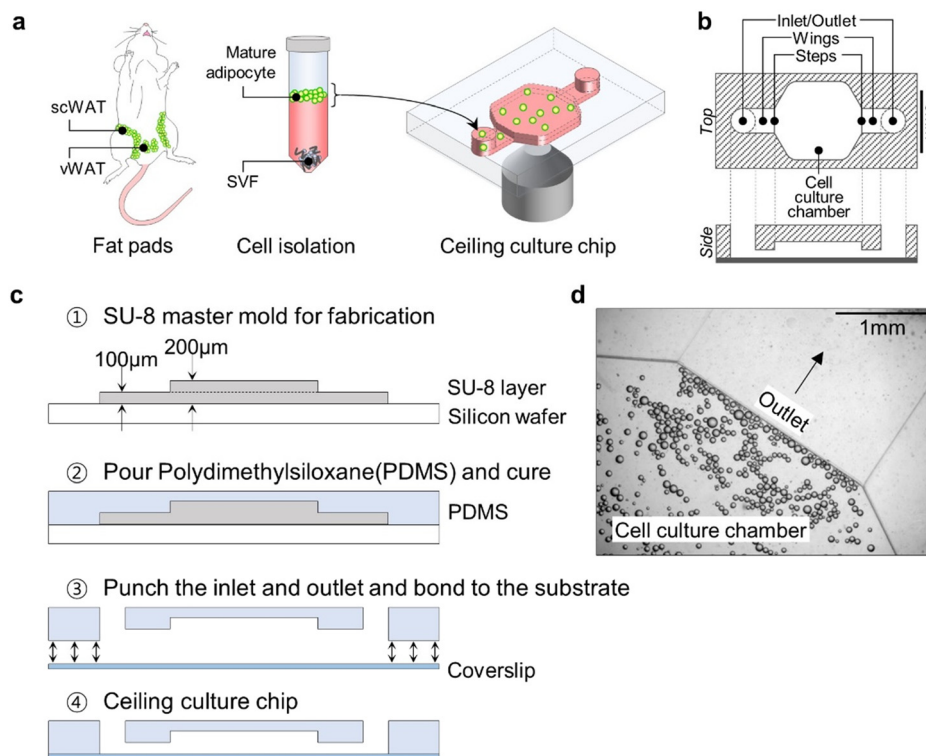 a
scWAT
vWAT
Fat pads
Mature
adipocyte
SVF
Cell isolation
Ceiling culture chip
b
Inlet/Outlet
Wings
Steps
Top
Cell
culture
chamber
Side
c
① SU-8 master mold for fabrication
100µm
200µm
SU-8 layer
Silicon wafer
② Pour Polydimethylsiloxane(PDMS) and cure
PDMS
③ Punch the inlet and outlet and bond to the substrate
Coverslip
④ Ceiling culture chip
d
1mm
Outlet
Cell culture chamber